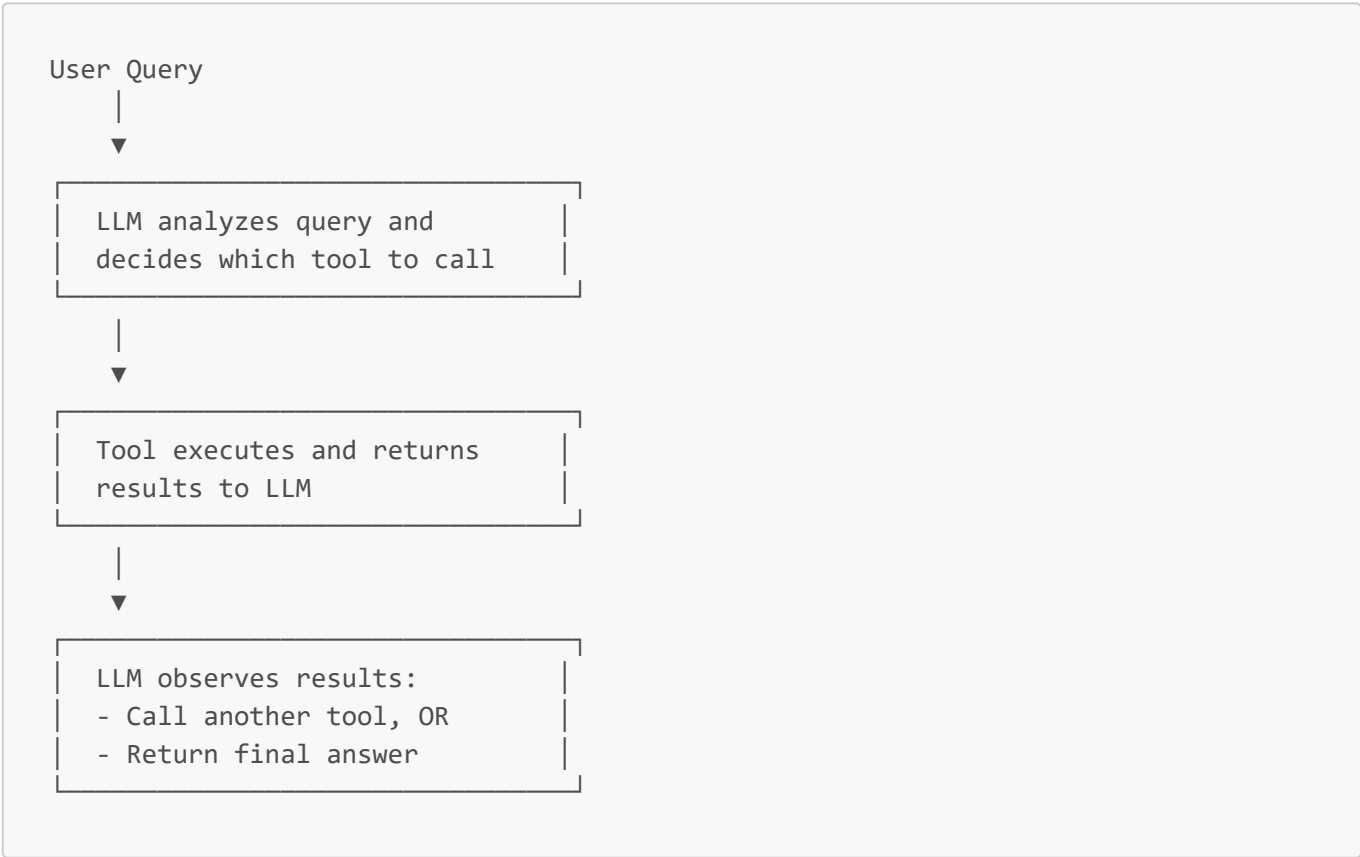 User Query
LLM analyzes query and
decides which tool to call
Tool executes and returns
results to LLM
LLM observes results:
- Call another tool, OR
- Return final answer